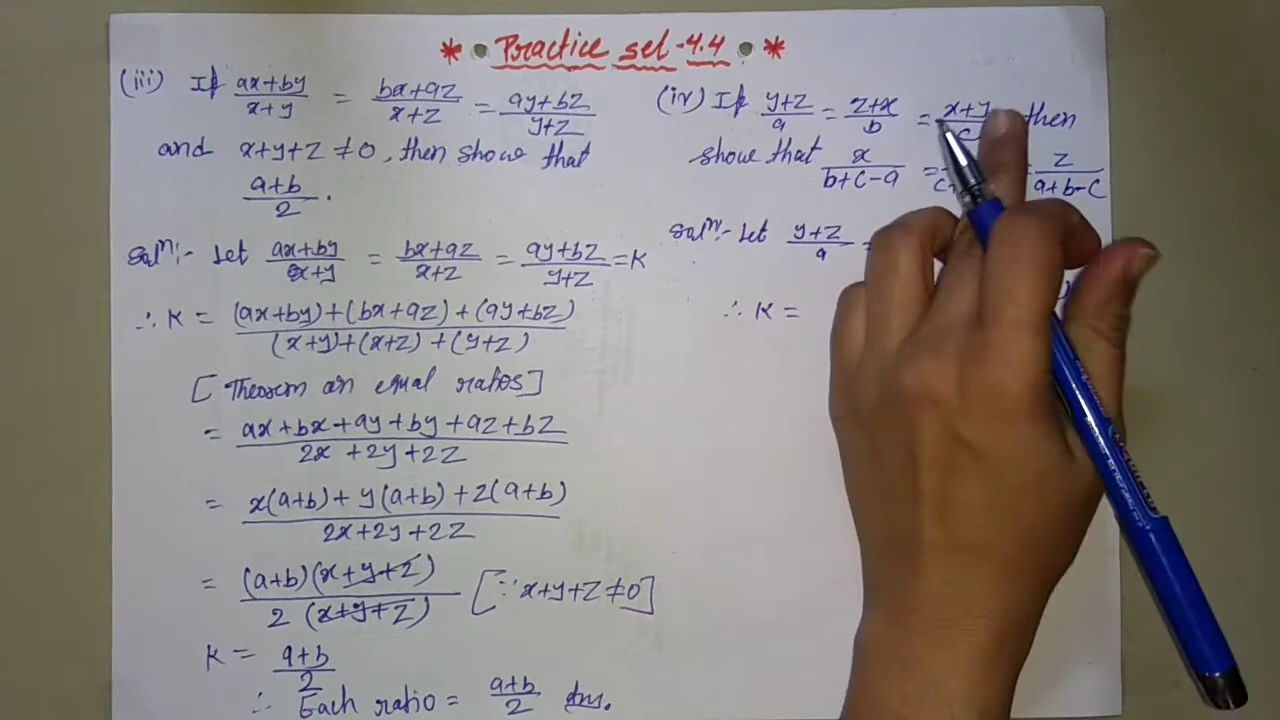 * Practice set-4.4 *
(iii) If (ax+by)/(x+y) = (bx+az)/(x+z) = (ay+bz)/(y+z)
and x+y+z ≠ 0, then show that
(a+b)/2 .
Solⁿ:- Let (ax+by)/(x+y) = (bx+az)/(x+z) = (ay+bz)/(y+z) = K
∴ K = ((ax+by)+(bx+az)+(ay+bz))/((x+y)+(x+z)+(y+z))
[Theorem on equal ratios]
= (ax+bx+ay+by+az+bz)/(2x+2y+2z)
= (x(a+b)+y(a+b)+z(a+b))/(2x+2y+2z)
= ((a+b)(x+y+z))/(2(x+y+z)) [∵ x+y+z ≠ 0]
K = (a+b)/2
∴ Each ratio = (a+b)/2 Ans.
(iv) If (y+z)/a = (z+x)/b = (x+y)/c then
show that x/(b+c-a) = = z/(a+b-c)
Solⁿ:- Let (y+z)/a =
∴ K =